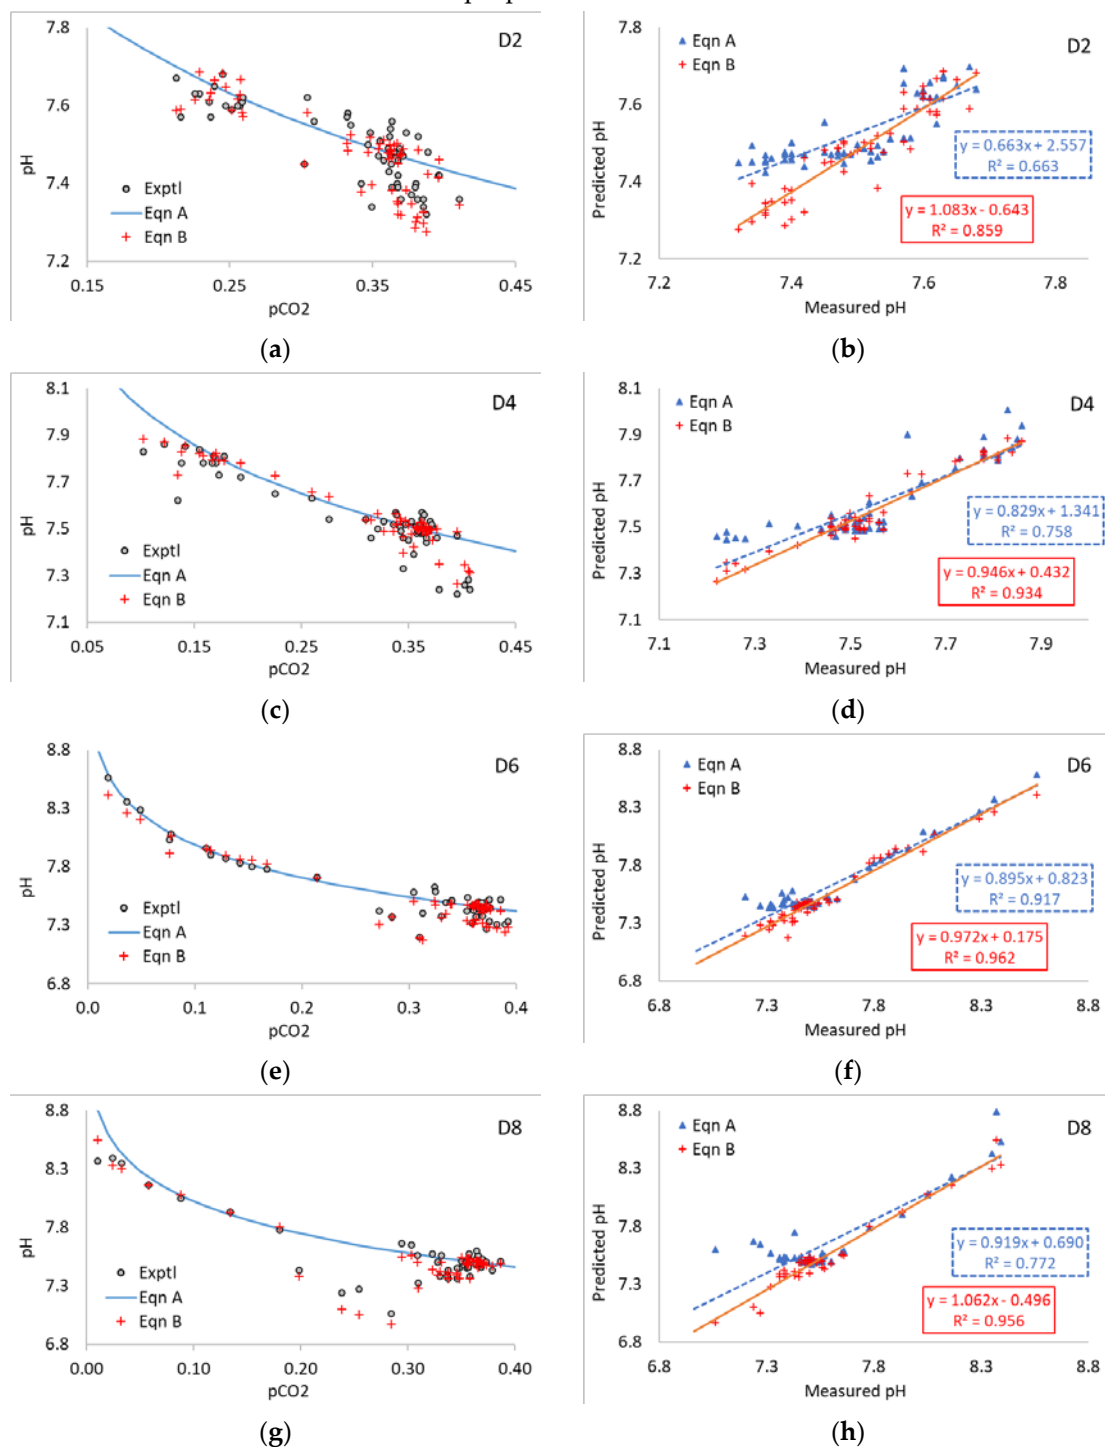 7.8
7.6
7.4
7.2
pH
D2
Exptl
Eqn A
Eqn B
0.15
0.25
0.35
0.45
pCO2
(a)
7.8
7.6
7.4
7.2
Predicted pH
Eqn A
Eqn B
D2
y = 0.663x + 2.557
R² = 0.663
y = 1.083x - 0.643
R² = 0.859
7.2
7.4
7.6
7.8
Measured pH
(b)
8.1
7.9
7.7
7.5
7.3
7.1
pH
D4
Exptl
Eqn A
Eqn B
0.05
0.15
0.25
0.35
0.45
pCO2
(c)
8.1
7.9
7.7
7.5
7.3
7.1
Predicted pH
Eqn A
Eqn B
D4
y = 0.829x + 1.341
R² = 0.758
y = 0.946x + 0.432
R² = 0.934
7.1
7.3
7.5
7.7
7.9
Measured pH
(d)
8.8
8.3
7.8
7.3
6.8
pH
D6
Exptl
Eqn A
Eqn B
0.0
0.1
0.2
0.3
0.4
pCO2
(e)
8.8
8.3
7.8
7.3
6.8
Predicted pH
Eqn A
Eqn B
D6
y = 0.895x + 0.823
R² = 0.917
y = 0.972x + 0.175
R² = 0.962
6.8
7.3
7.8
8.3
8.8
Measured pH
(f)
8.8
8.3
7.8
7.3
6.8
pH
D8
Exptl
Eqn A
Eqn B
0.00
0.10
0.20
0.30
0.40
pCO2
(g)
8.8
8.3
7.8
7.3
6.8
Predicted pH
Eqn A
Eqn B
D8
y = 0.919x + 0.690
R² = 0.772
y = 1.062x - 0.496
R² = 0.956
6.8
7.3
7.8
8.3
8.8
Measured pH
(h)